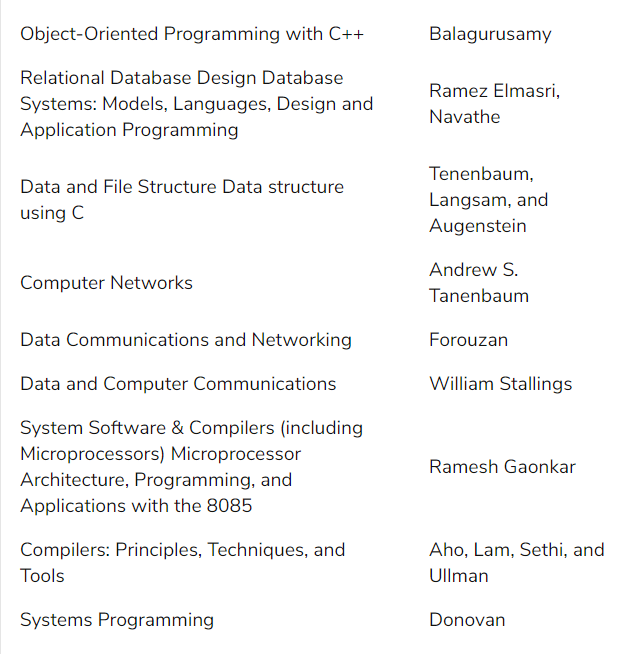 Object-Oriented Programming with C++
Balagurusamy
Relational Database Design Database
Systems: Models, Languages, Design and
Application Programming
Ramez Elmasri,
Navathe
Data and File Structure Data structure
using C
Tenenbaum,
Langsam, and
Augenstein
Computer Networks
Andrew S.
Tanenbaum
Data Communications and Networking
Forouzan
Data and Computer Communications
William Stallings
System Software & Compilers (including
Microprocessors) Microprocessor
Architecture, Programming, and
Applications with the 8085
Ramesh Gaonkar
Compilers: Principles, Techniques, and
Tools
Aho, Lam, Sethi, and
Ullman
Systems Programming
Donovan